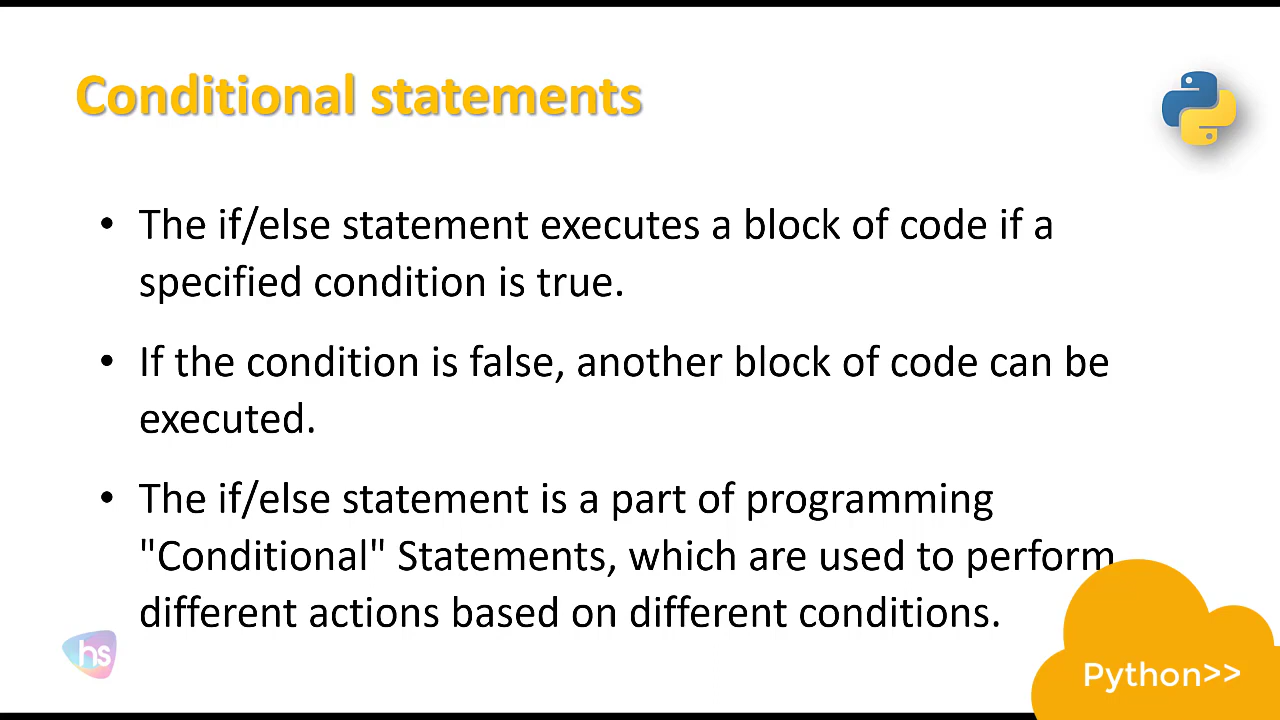 Conditional statements
• The if/else statement executes a block of code if a
specified condition is true.
• If the condition is false, another block of code can be
executed.
• The if/else statement is a part of programming
"Conditional" Statements, which are used to perform
different actions based on different conditions.
hs
Python>>